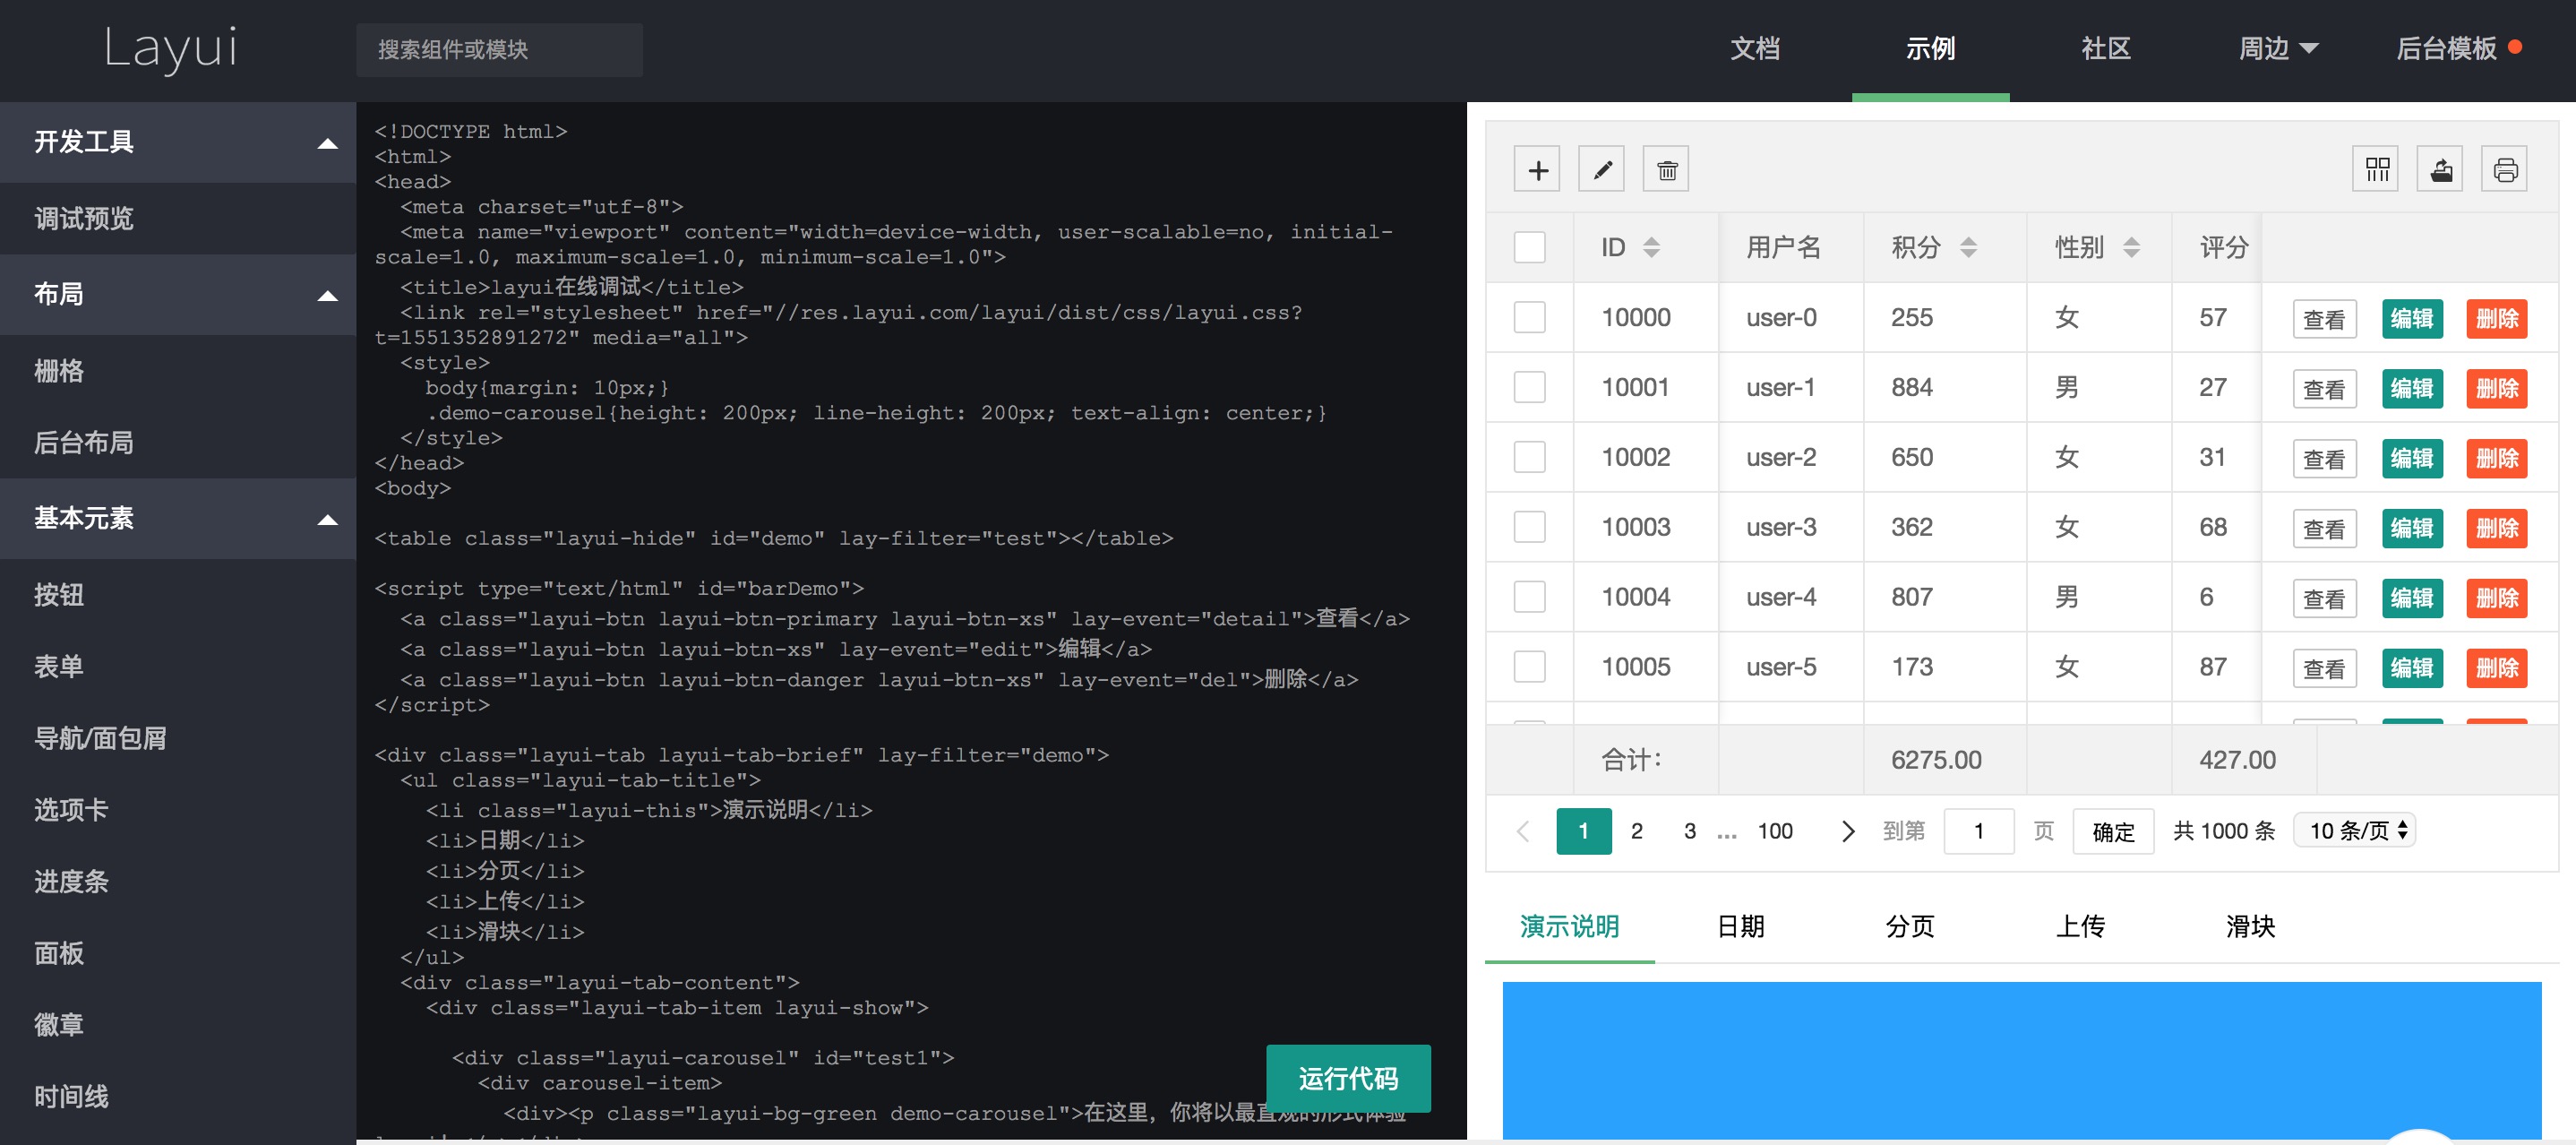 Layui
搜索组件或模块
文档
示例
社区
周边
后台模板
开发工具
调试预览
布局
栅格
后台布局
基本元素
按钮
表单
导航/面包屑
选项卡
进度条
面板
徽章
时间线
<!DOCTYPE html>
<html>
<head>
<meta charset="utf-8">
<meta name="viewport" content="width=device-width, user-scalable=no, initial-
scale=1.0, maximum-scale=1.0, minimum-scale=1.0">
<title>layui在线调试</title>
<link rel="stylesheet" href="//res.layui.com/layui/dist/css/layui.css?
t=1551352891272" media="all">
<style>
body{margin: 10px;}
.demo-carousel{height: 200px; line-height: 200px; text-align: center;}
</style>
</head>
<body>
<table class="layui-hide" id="demo" lay-filter="test"></table>
<script type="text/html" id="barDemo">
<a class="layui-btn layui-btn-primary layui-btn-xs" lay-event="detail">查看</a>
<a class="layui-btn layui-btn-xs" lay-event="edit">编辑</a>
<a class="layui-btn layui-btn-danger layui-btn-xs" lay-event="del">删除</a>
</script>
<div class="layui-tab layui-tab-brief" lay-filter="demo">
<ul class="layui-tab-title">
<li class="layui-this">演示说明</li>
<li>日期</li>
<li>分页</li>
<li>上传</li>
<li>滑块</li>
</ul>
<div class="layui-tab-content">
<div class="layui-tab-item layui-show">
<div class="layui-carousel" id="test1">
<div carousel-item>
<div><p class="layui-bg-green demo-carousel">在这里，你将以最直观的形式体验
运行代码
ID 用户名 积分 性别 评分
10000 user-0 255 女 57 查看 编辑 删除
10001 user-1 884 男 27 查看 编辑 删除
10002 user-2 650 女 31 查看 编辑 删除
10003 user-3 362 女 68 查看 编辑 删除
10004 user-4 807 男 6 查看 编辑 删除
10005 user-5 173 女 87 查看 编辑 删除
合计： 6275.00 427.00
1 2 3 … 100 到第 1 页 确定 共 1000 条 10 条/页
演示说明 日期 分页 上传 滑块